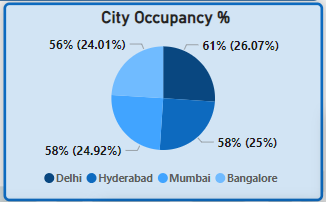 City Occupancy %
56% (24.01%) 61% (26.07%)
58% (24.92%) 58% (25%)
Delhi Hyderabad Mumbai Bangalore